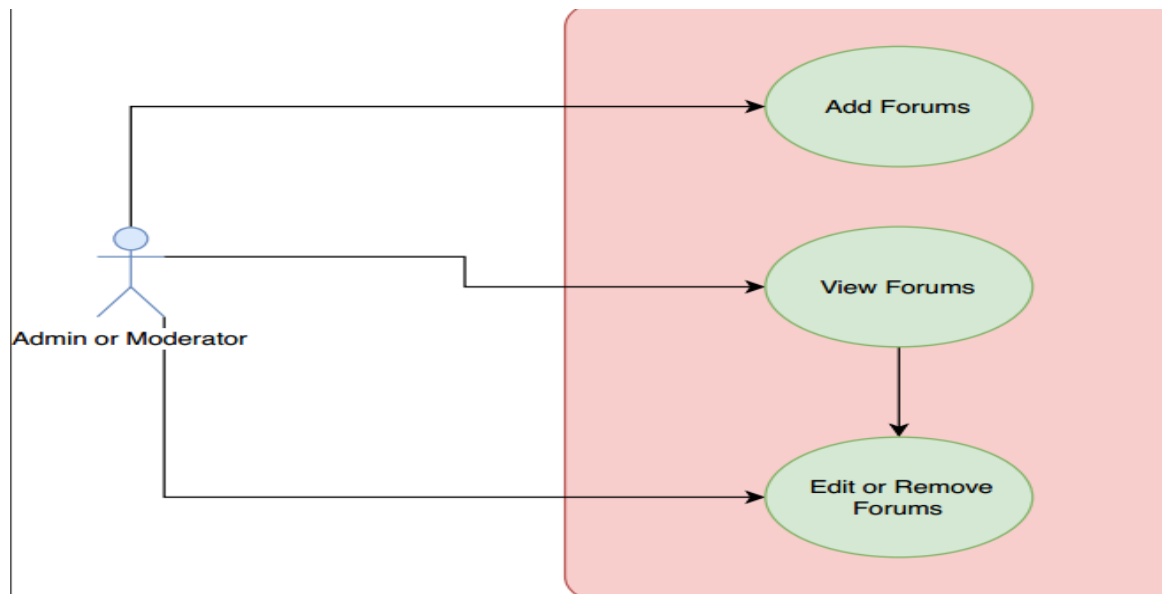 Add Forums
View Forums
Admin or Moderator
Edit or Remove
Forums